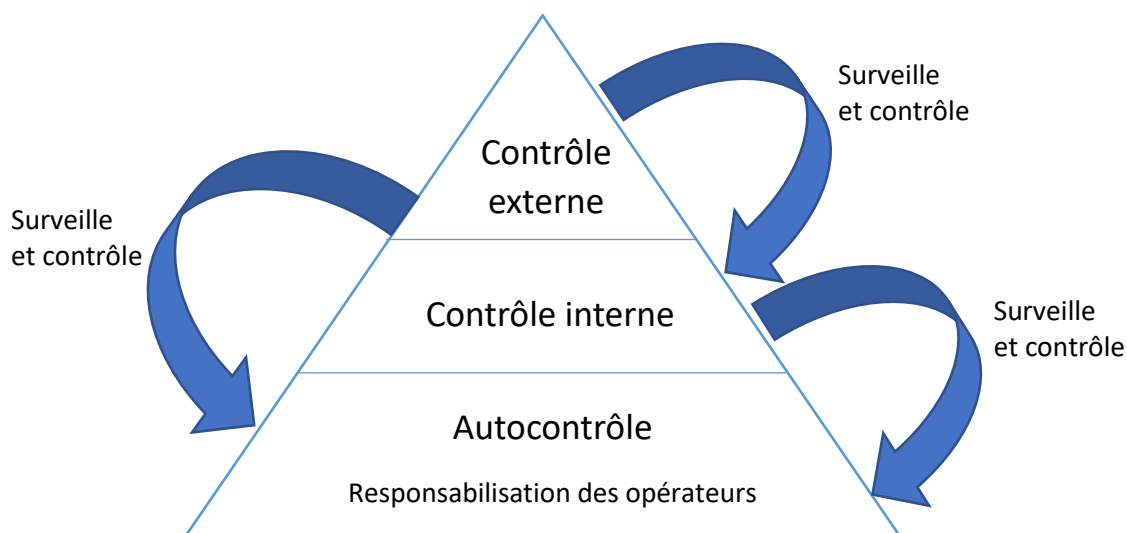 Surveille
et contrôle
Contrôle
externe
Surveille
et contrôle
Contrôle interne
Surveille
et contrôle
Autocontrôle
Responsabilisation des opérateurs